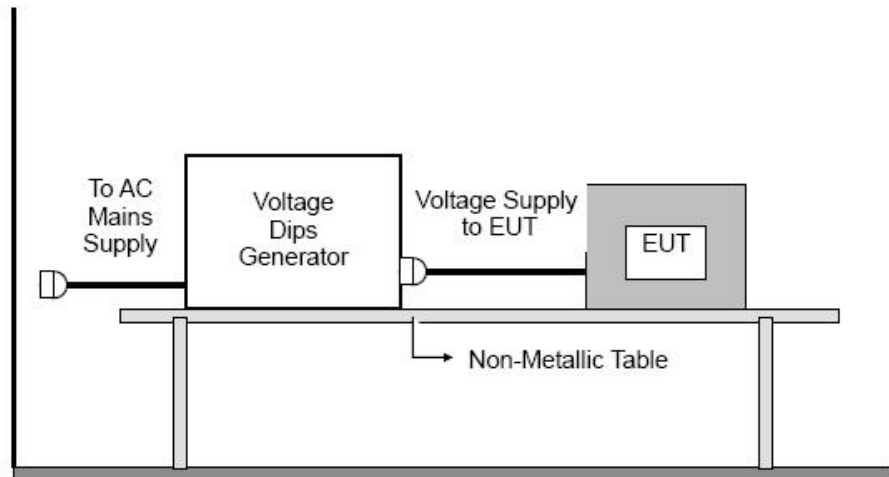 To AC
Mains
Supply
Voltage
Dips
Generator
Voltage Supply
to EUT
EUT
Non-Metallic Table